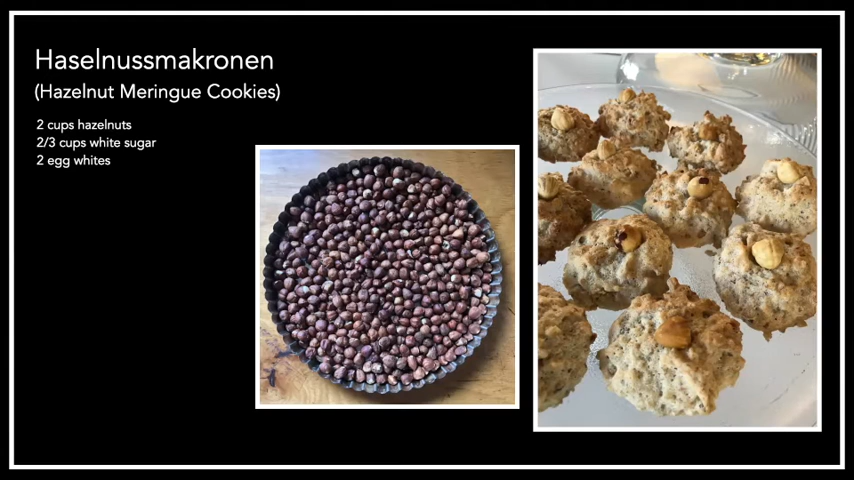 Haselnussmakronen
(Hazelnut Meringue Cookies)
2 cups hazelnuts
2/3 cups white sugar
2 egg whites